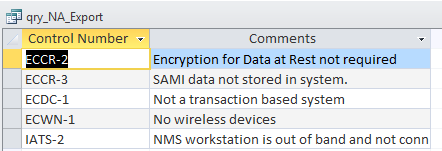 qry_NA_Export
Control Number Comments
ECCR-2 Encryption for Data at Rest not required
ECCR-3 SAMI data not stored in system.
ECDC-1 Not a transaction based system
ECWN-1 No wireless devices
IATS-2 NMS workstation is out of band and not conn